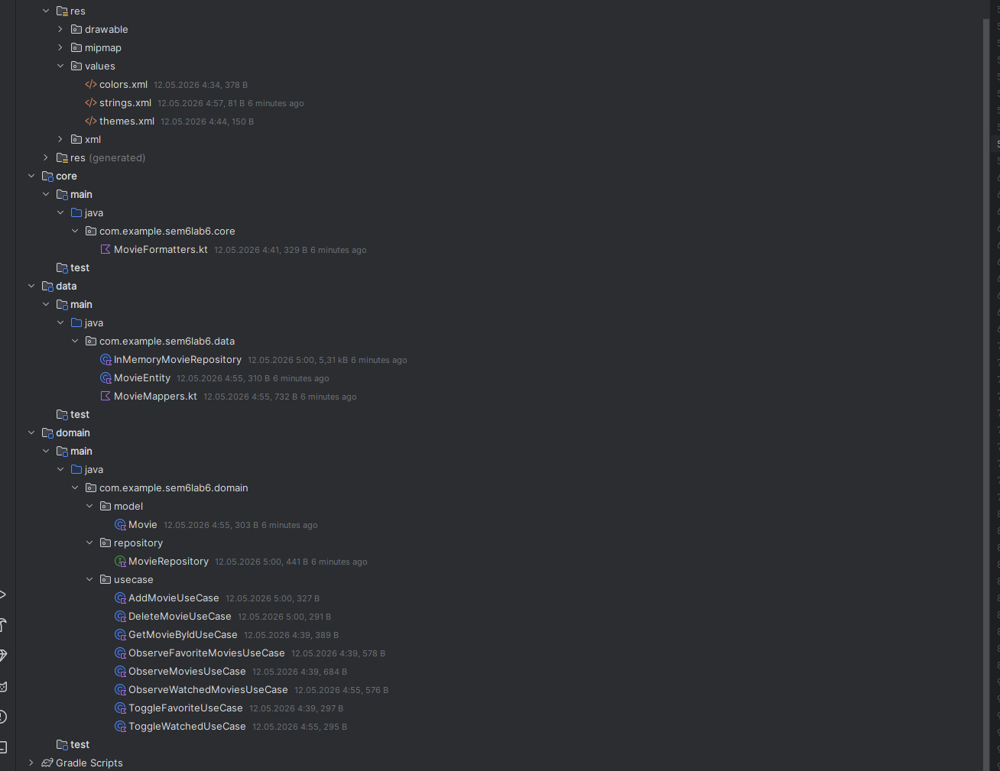 res
drawable
mipmap
values
colors.xml 12.05.2026 4:34, 378 B
strings.xml 12.05.2026 4:57, 81 B 6 minutes ago
themes.xml 12.05.2026 4:44, 150 B
xml
res (generated)
core
main
java
com.example.sem6lab6.core
MovieFormatters.kt 12.05.2026 4:41, 329 B 6 minutes ago
test
data
main
java
com.example.sem6lab6.data
InMemoryMovieRepository 12.05.2026 5:00, 5,31 kB 6 minutes ago
MovieEntity 12.05.2026 4:55, 310 B 6 minutes ago
MovieMappers.kt 12.05.2026 4:55, 732 B 6 minutes ago
test
domain
main
java
com.example.sem6lab6.domain
model
Movie 12.05.2026 4:55, 303 B 6 minutes ago
repository
MovieRepository 12.05.2026 5:00, 441 B 6 minutes ago
usecase
AddMovieUseCase 12.05.2026 5:00, 327 B
DeleteMovieUseCase 12.05.2026 5:00, 291 B
GetMovieByIdUseCase 12.05.2026 4:39, 389 B
ObserveFavoriteMoviesUseCase 12.05.2026 4:39, 578 B
ObserveMoviesUseCase 12.05.2026 4:39, 684 B
ObserveWatchedMoviesUseCase 12.05.2026 4:55, 576 B
ToggleFavoriteUseCase 12.05.2026 4:39, 297 B
ToggleWatchedUseCase 12.05.2026 4:55, 295 B
test
Gradle Scripts